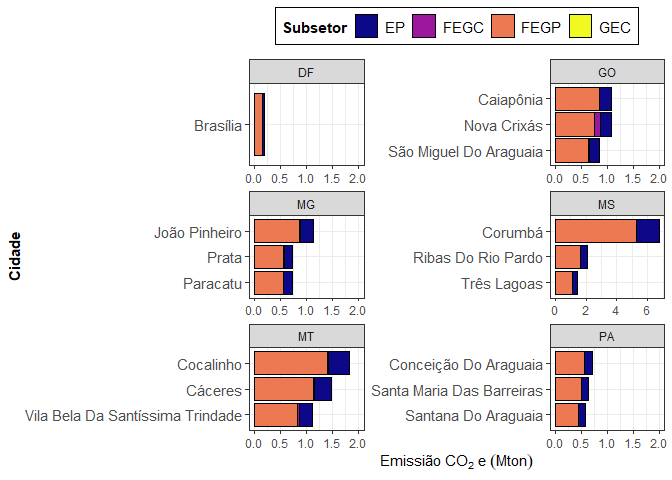 Subsetor EP FEGC FEGP GEC
DF
Brasília
0.0 0.5 1.0 1.5 2.0
GO
Caiapônia
Nova Crixás
São Miguel Do Araguaia
0.0 0.5 1.0 1.5 2.0
MG
João Pinheiro
Prata
Paracatu
0.0 0.5 1.0 1.5 2.0
MS
Corumbá
Ribas Do Rio Pardo
Três Lagoas
0 2 4 6
MT
Cocalinho
Cáceres
Vila Bela Da Santíssima Trindade
0.0 0.5 1.0 1.5 2.0
PA
Conceição Do Araguaia
Santa Maria Das Barreiras
Santana Do Araguaia
0.0 0.5 1.0 1.5 2.0
Cidade
Emissão CO₂ e (Mton)